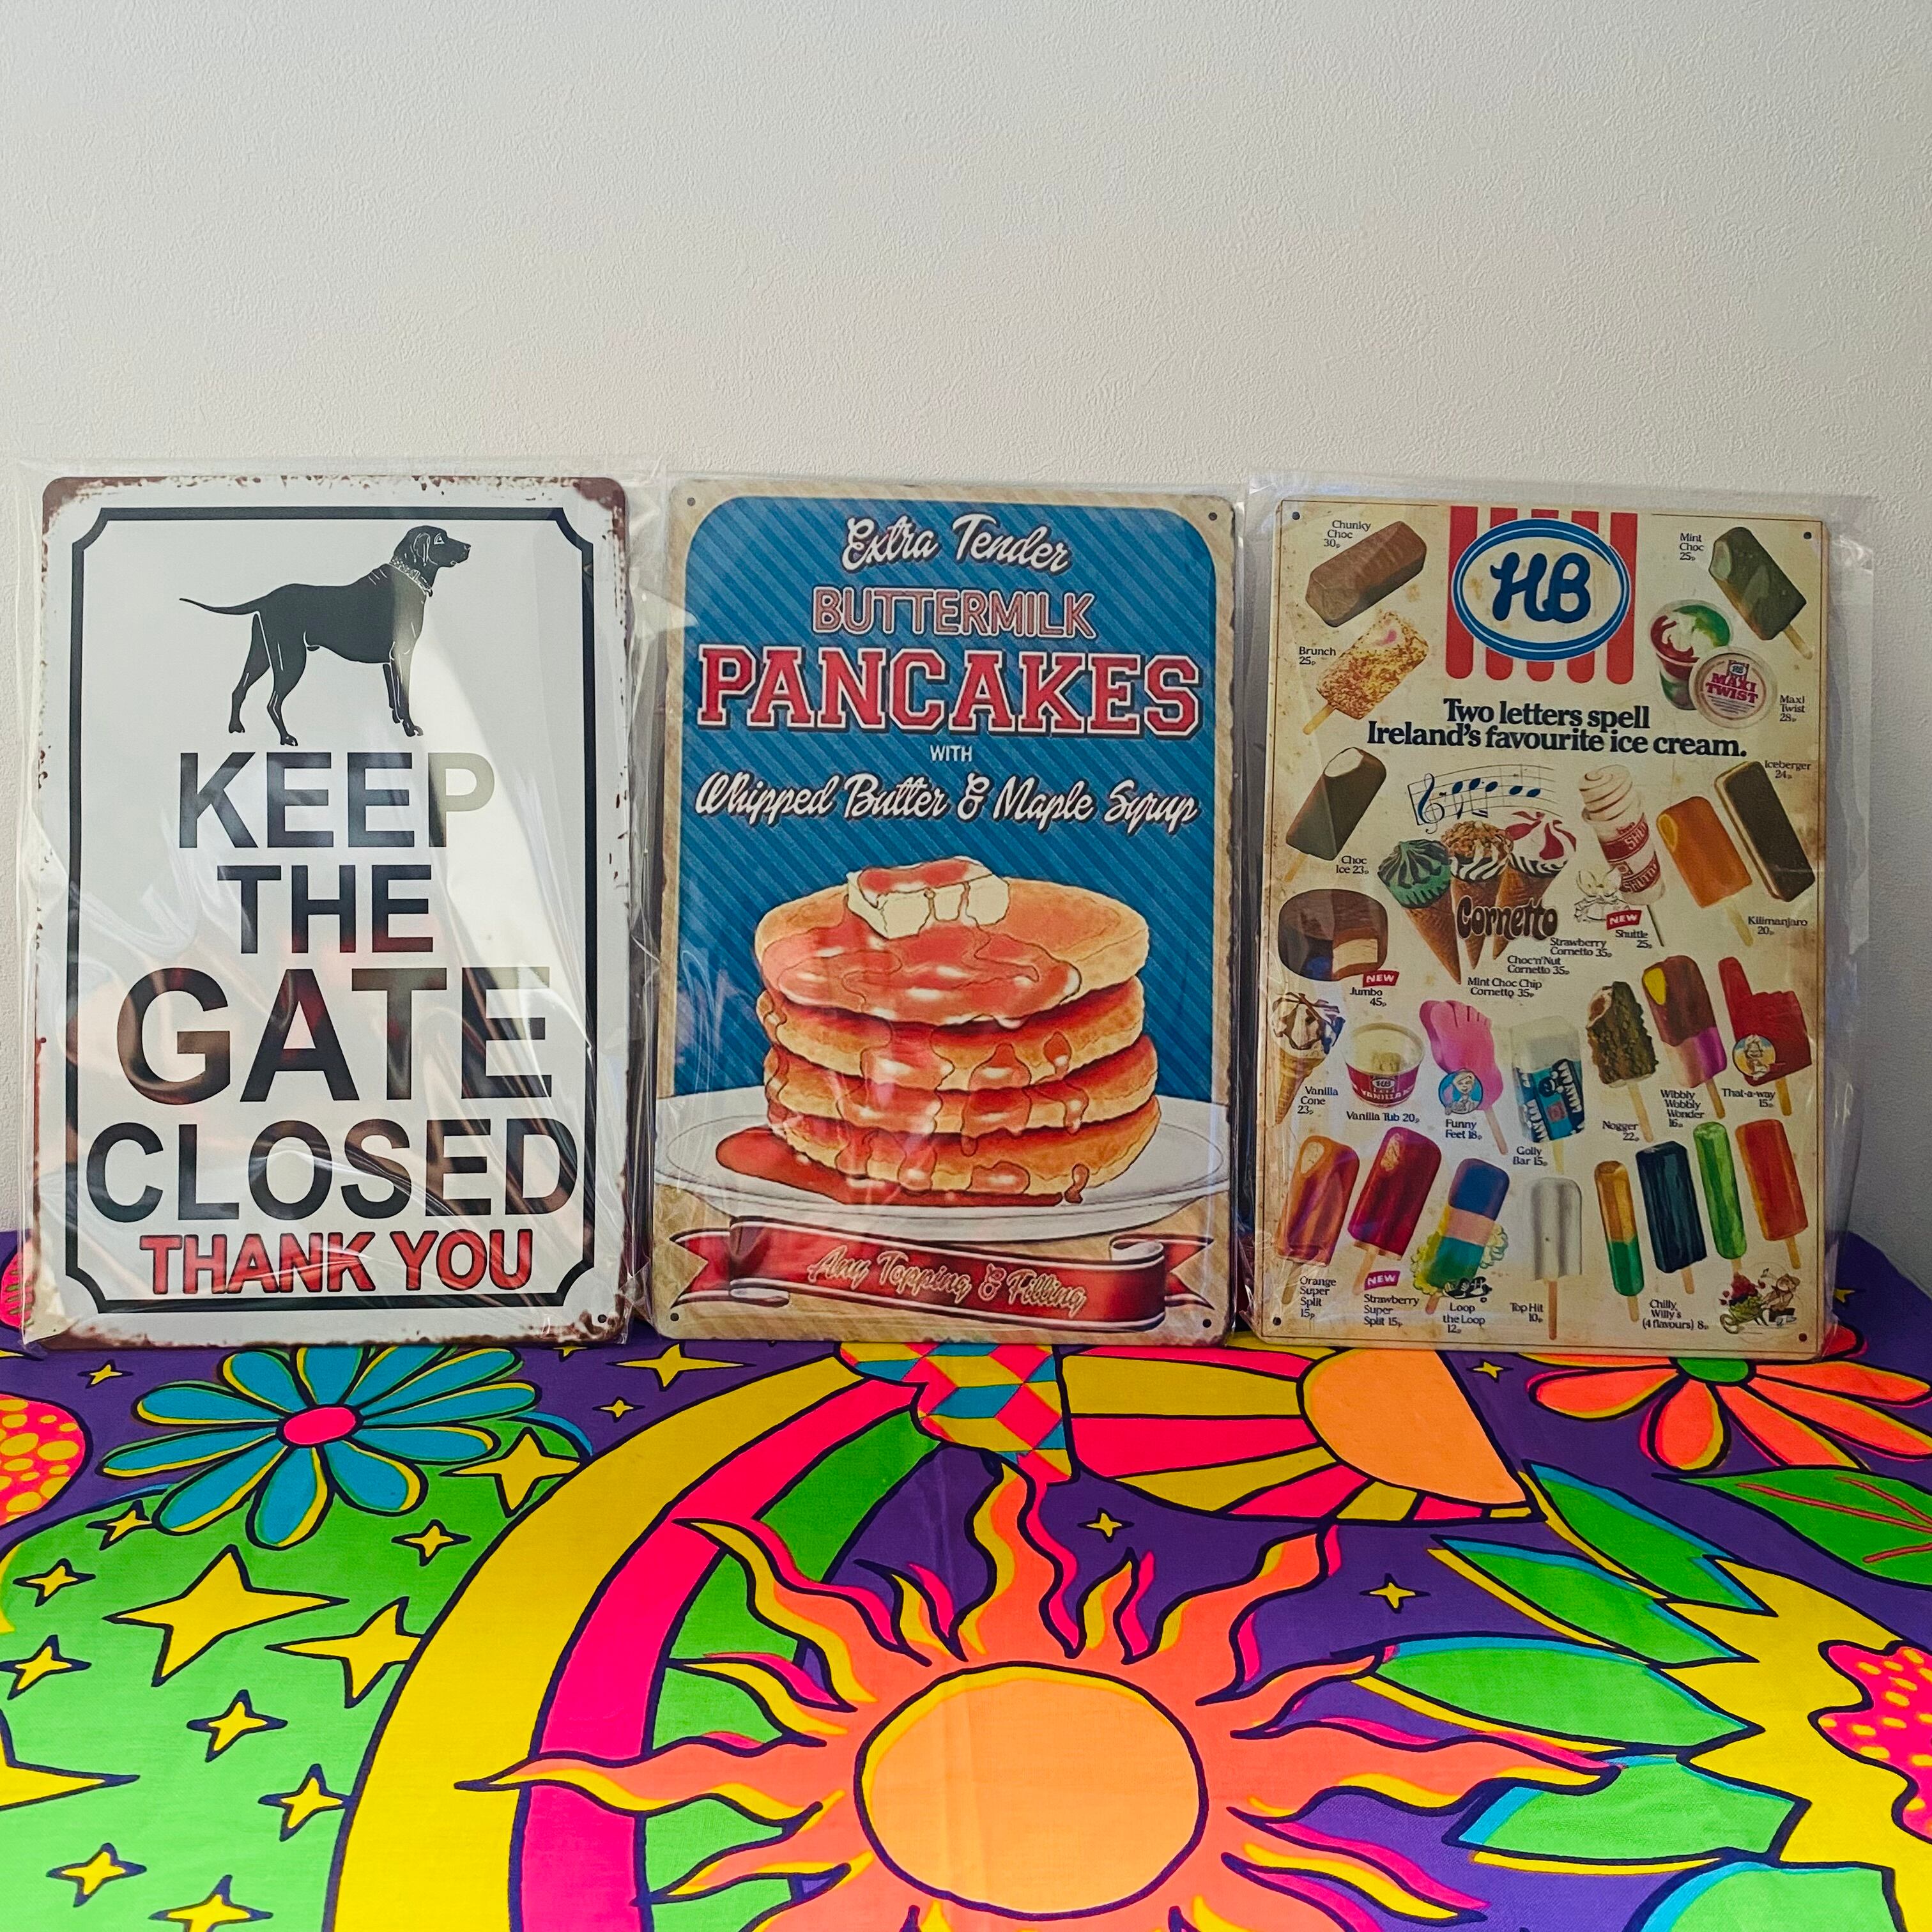 KEEP
THE
GATE
CLOSED
THANK YOU
Extra Tender
BUTTERMILK
PANCAKES
WITH
Whipped Butter & Maple Syrup
Any Topping & Filling
HB
Chunky
Choc
30p
Mint
Choc
25p
Brunch
25p
MAXI
TWIST
Maxi
Twist
28p
Two letters spell
Ireland's favourite ice cream.
Iceberger
24p
Choc
Ice 23p
Cornetto
Strawberry
Cornetto 35p
Choc'n'Nut
Cornetto 35p
Mint Choc Chip
Cornetto 35p
NEW
Shuttle
25p
Kilimanjaro
20p
NEW
Jumbo
45p
Vanilla
Cone
23p
HB
VANILLA
Vanilla Tub 20p
Funny
Feet 18p
Golly
Bar 15p
Nogger
22p
Wibbly
Wobbly
Wonder
16p
That-a-way
15p
Orange
Super
Split
15p
NEW
Strawberry
Super
Split 15p
Loop
the Loop
12p
Top Hit
10p
Chilly
Willy's
(4 flavours) 8p